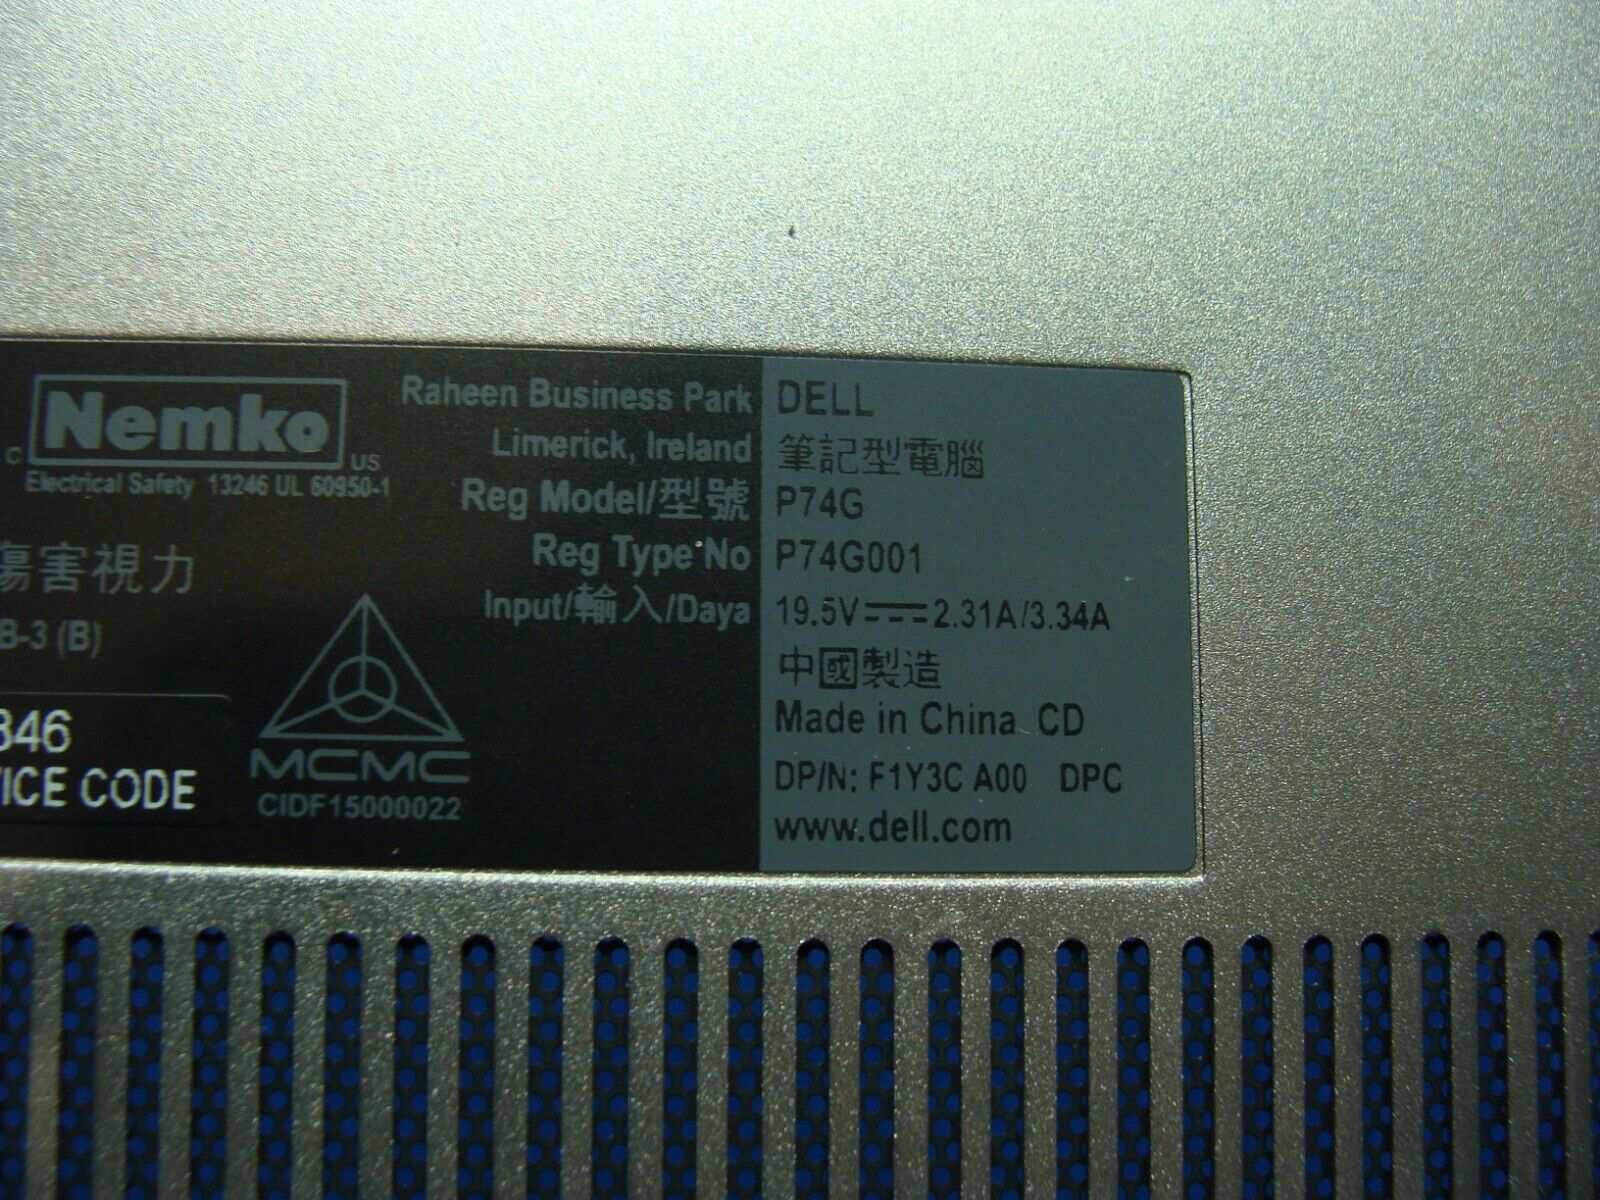 c Nemko US
Electrical Safety 13246 UL 60950-1
傷害視力
B-3 (B)
346
VICE CODE
MCMC
CIDF15000022
Raheen Business Park
Limerick, Ireland
Reg Model/型號
Reg Type No
Input/輸入/Daya
DELL
筆記型電腦
P74G
P74G001
19.5V⎓2.31A/3.34A
中國製造
Made in China CD
DP/N: F1Y3C A00 DPC
www.dell.com